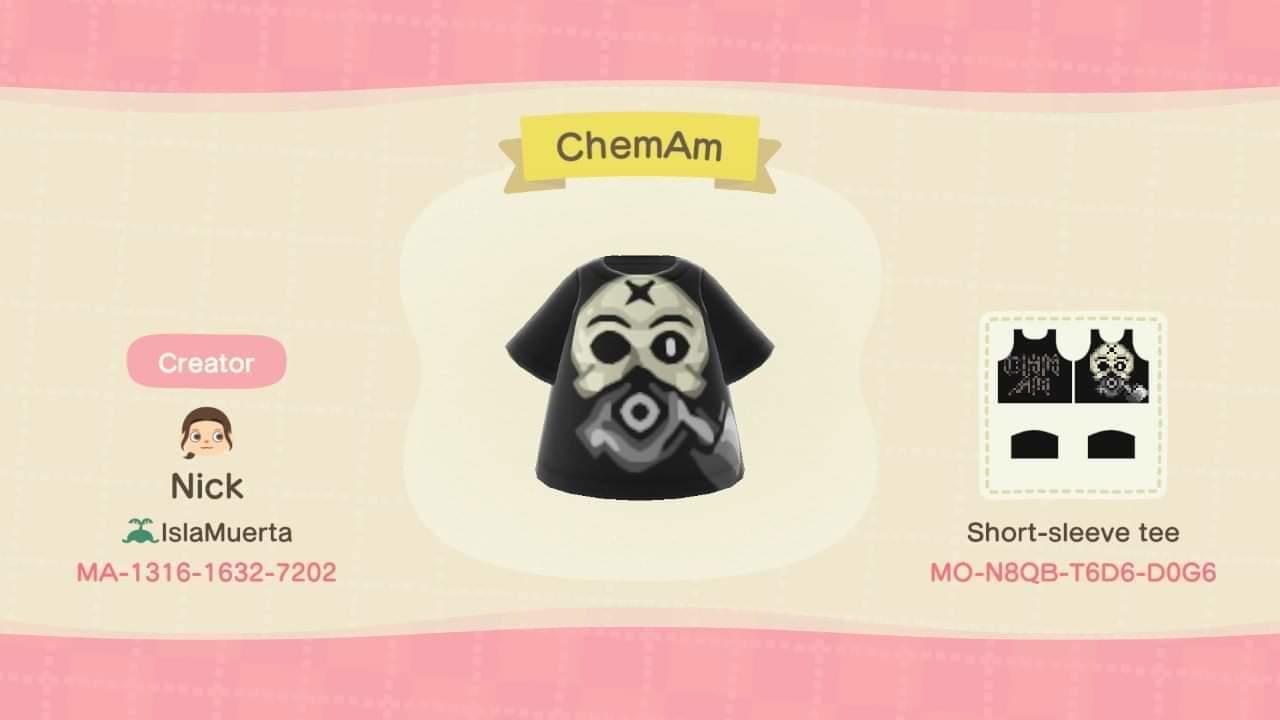 ChemAm
Creator
Nick
IslaMuerta
MA-1316-1632-7202
Short-sleeve tee
MO-N8QB-T6D6-D0G6